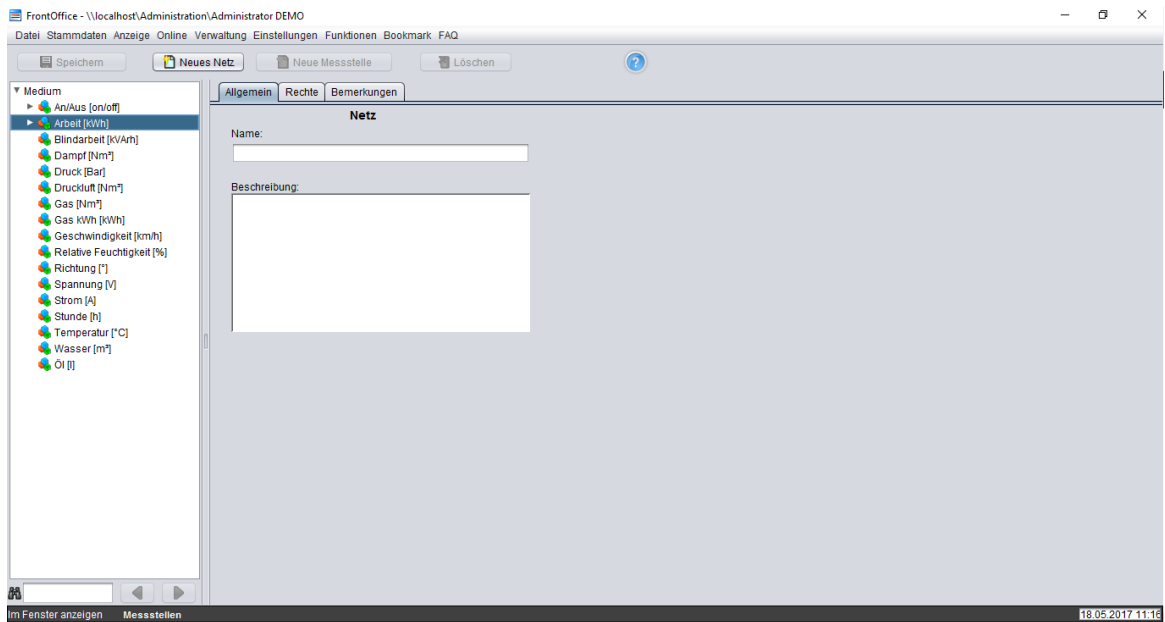 FrontOffice - \\localhost\Administration\Administrator DEMO
Datei Stammdaten Anzeige Online Verwaltung Einstellungen Funktionen Bookmark FAQ
Speichern Neues Netz Neue Messstelle Löschen ?
Medium
An/Aus [on/off]
Arbeit [kWh]
Blindarbeit [kVArh]
Dampf [Nm³]
Druck [Bar]
Druckluft [Nm³]
Gas [Nm³]
Gas kWh [kWh]
Geschwindigkeit [km/h]
Relative Feuchtigkeit [%]
Richtung [°]
Spannung [V]
Strom [A]
Stunde [h]
Temperatur [°C]
Wasser [m³]
Öl [l]
Allgemein Rechte Bemerkungen
Netz
Name:
Beschreibung:
Im Fenster anzeigen Messstellen 18.05.2017 11:16